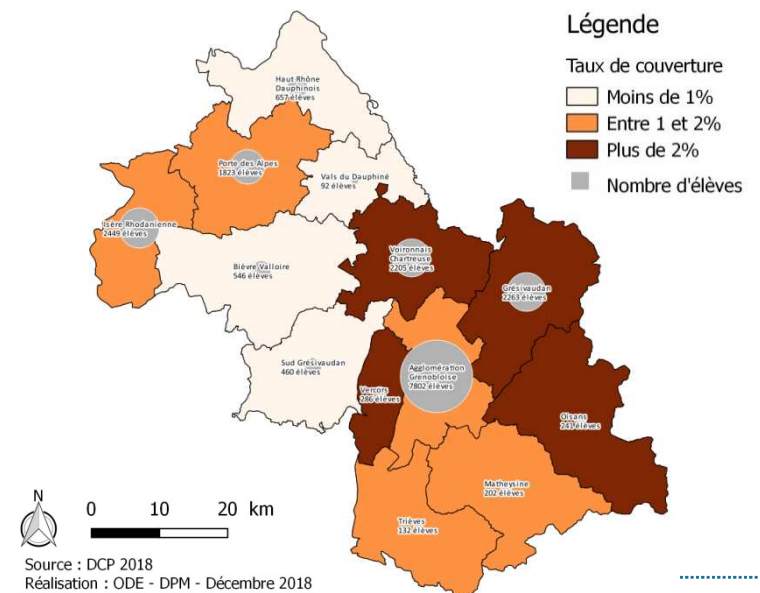 Légende
Taux de couverture
Moins de 1%
Entre 1 et 2%
Plus de 2%
Nombre d'élèves
Haut Rhône
Dauphinois
657 élèves
Porte des Alpes
1823 élèves
Vals du Dauphiné
92 élèves
Isère Rhodanienne
2449 élèves
Bièvre Valloire
546 élèves
Voironnais
Chartreuse
2205 élèves
Grésivaudan
2263 élèves
Sud Grésivaudan
460 élèves
Vercors
286 élèves
Agglomération
Grenobloise
7802 élèves
Oisans
241 élèves
Matheysine
202 élèves
Trièves
132 élèves
N
0 10 20 km
Source : DCP 2018
Réalisation : ODE - DPM - Décembre 2018